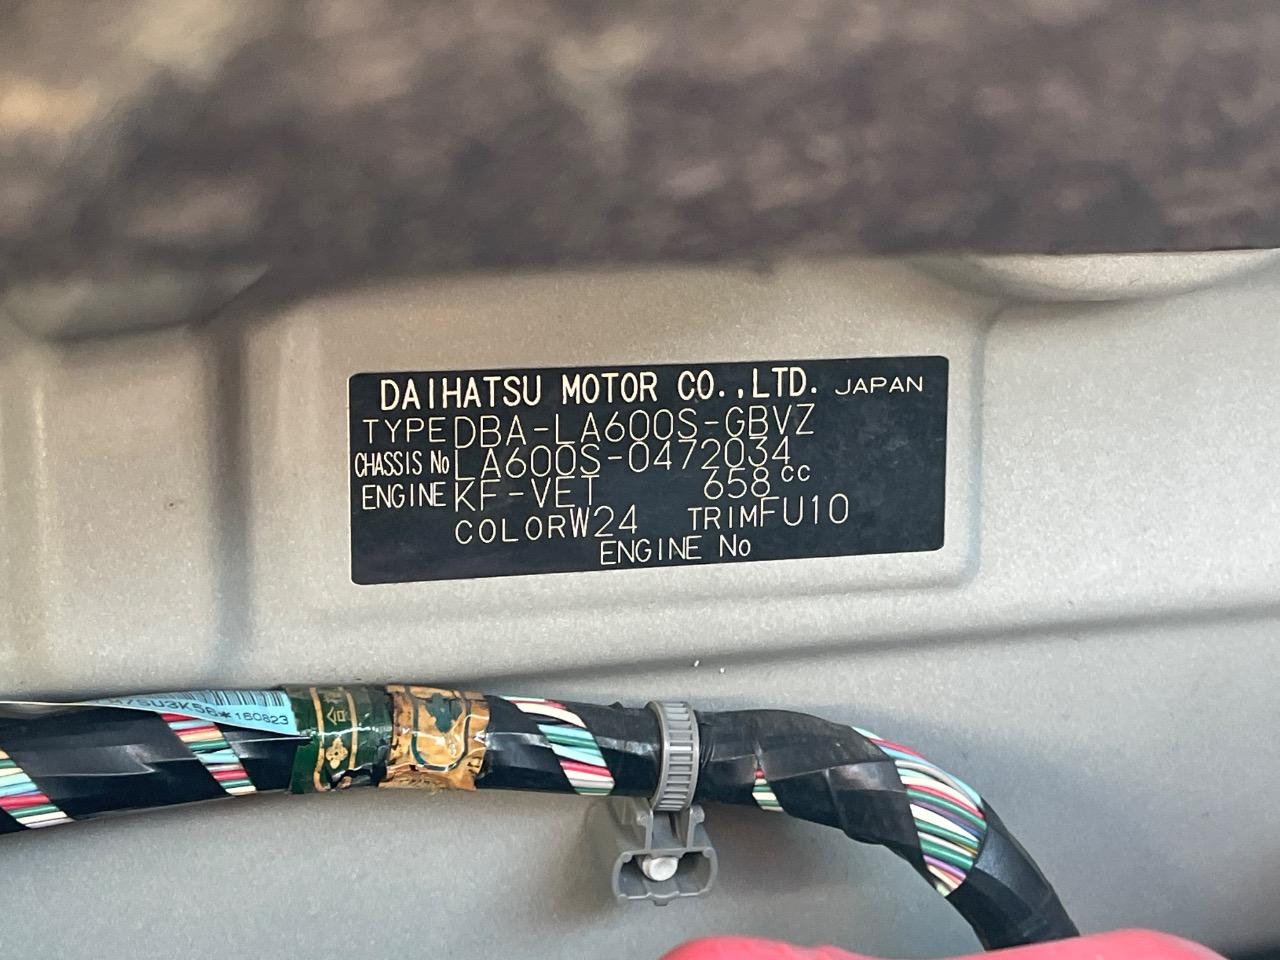 DAIHATSU MOTOR CO.,LTD. JAPAN
TYPE DBA-LA600S-GBVZ
CHASSIS No LA600S-0472034
ENGINE KF-VET 658cc
COLOR W24 TRIM FU10
ENGINE No
*160823